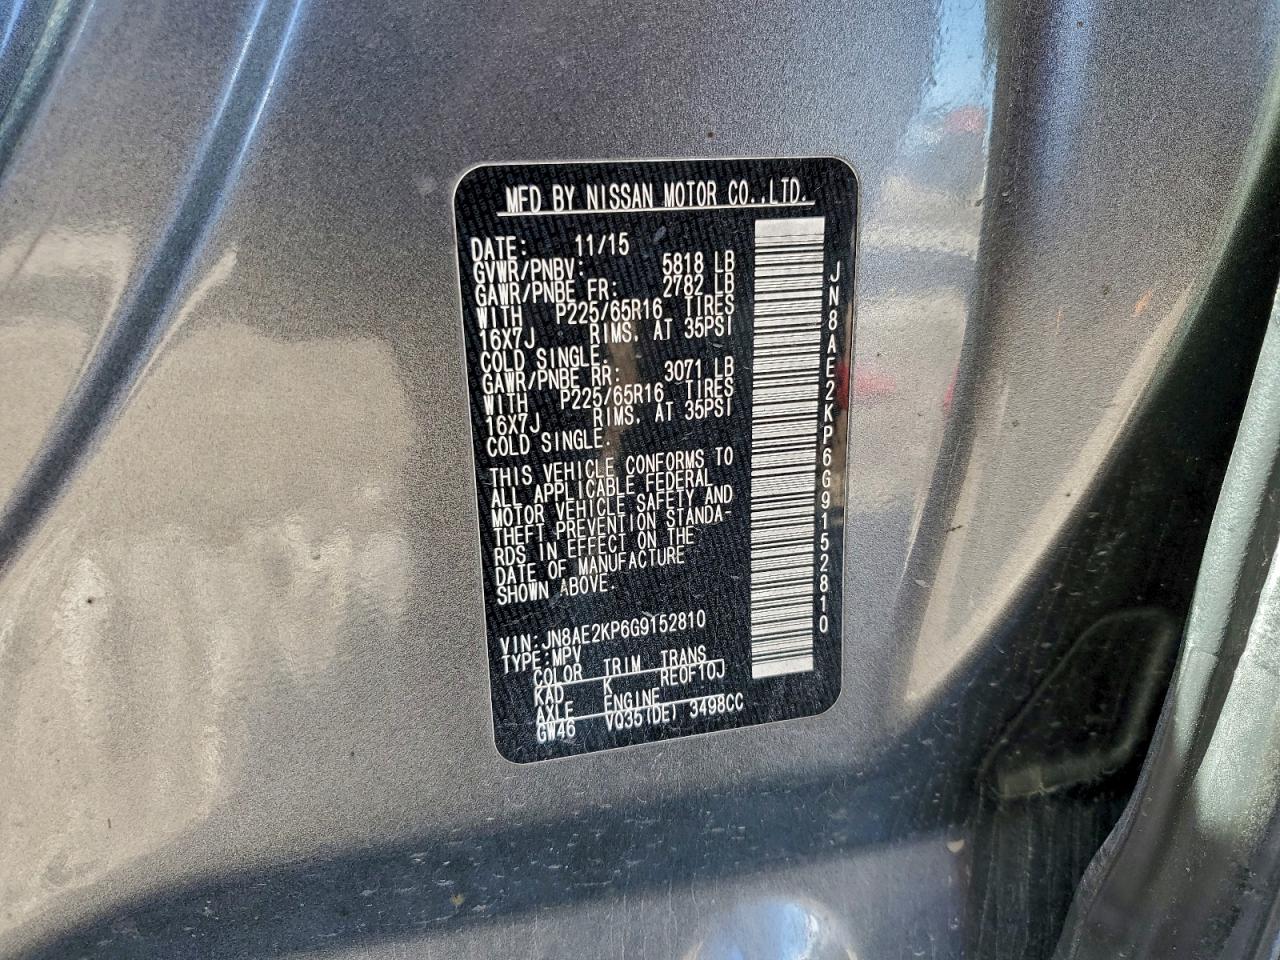 MFD BY NISSAN MOTOR CO.,LTD.
DATE: 11/15
GVWR/PNBV: 5818 LB
GAWR/PNBE FR: 2782 LB
WITH P225/65R16 TIRES
16X7J RIMS, AT 35PSI
COLD SINGLE.
GAWR/PNBE RR: 3071 LB
WITH P225/65R16 TIRES
16X7J RIMS, AT 35PSI
COLD SINGLE.
THIS VEHICLE CONFORMS TO
ALL APPLICABLE FEDERAL
MOTOR VEHICLE SAFETY AND
THEFT PREVENTION STANDA-
RDS IN EFFECT ON THE
DATE OF MANUFACTURE
SHOWN ABOVE.
VIN:JN8AE2KP6G9152810
TYPE:MPV
COLOR TRIM TRANS
KAD K RE0F10J
AXLE ENGINE
GW46 VQ35(DE) 3498CC
JN8AE2KP6G9152810